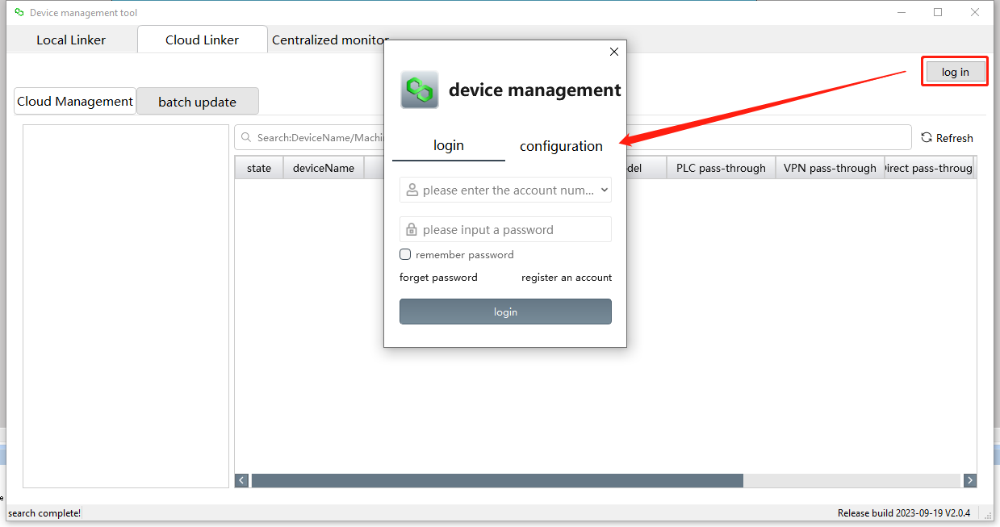 Device management tool
Local Linker
Cloud Linker
Centralized monitor
log in
device management
Cloud Management
batch update
login
configuration
Search:DeviceName/Machi
Refresh
state
deviceName
del
PLC pass-through
VPN pass-through
irect pass-throug
please enter the account num...
please input a password
remember password
forget password
register an account
login
e
search complete!
Release build 2023-09-19 V2.0.4